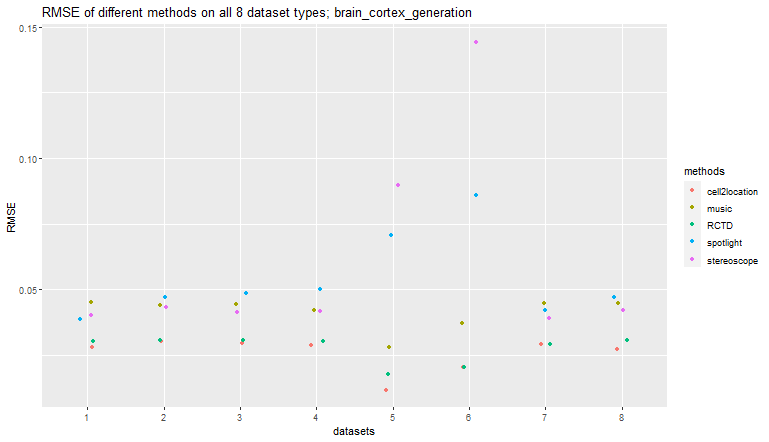 RMSE of different methods on all 8 dataset types; brain_cortex_generation
0.15
0.10
0.05
RMSE
1 2 3 4 5 6 7 8
datasets
methods
cell2location
music
RCTD
spotlight
stereoscope